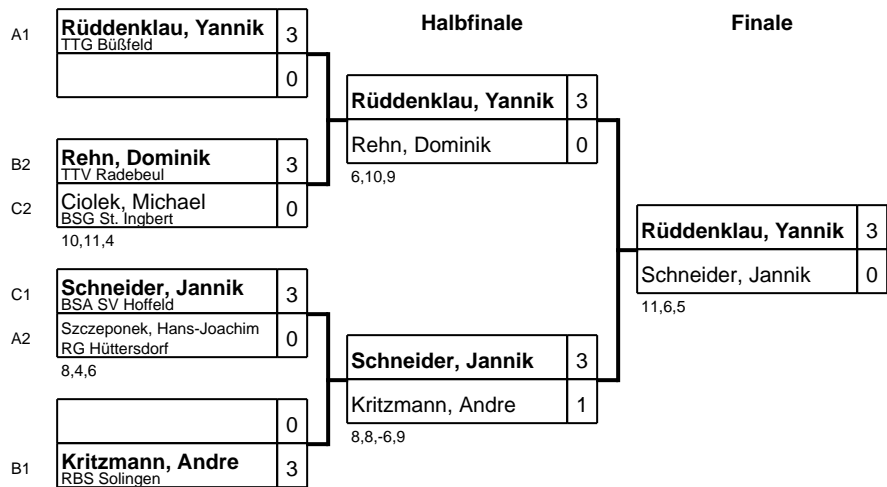 Halbfinale
Finale
A1
Rüddenklau, Yannik 3
TTG Büßfeld
0
B2
Rehn, Dominik 3
TTV Radebeul
C2
Ciolek, Michael 0
BSG St. Ingbert
10,11,4
C1
Schneider, Jannik 3
BSA SV Hoffeld
A2
Szczeponek, Hans-Joachim 0
RG Hüttersdorf
8,4,6
0
B1
Kritzmann, Andre 3
RBS Solingen
Rüddenklau, Yannik 3
Rehn, Dominik 0
6,10,9
Schneider, Jannik 3
Kritzmann, Andre 1
8,8,-6,9
Rüddenklau, Yannik 3
Schneider, Jannik 0
11,6,5